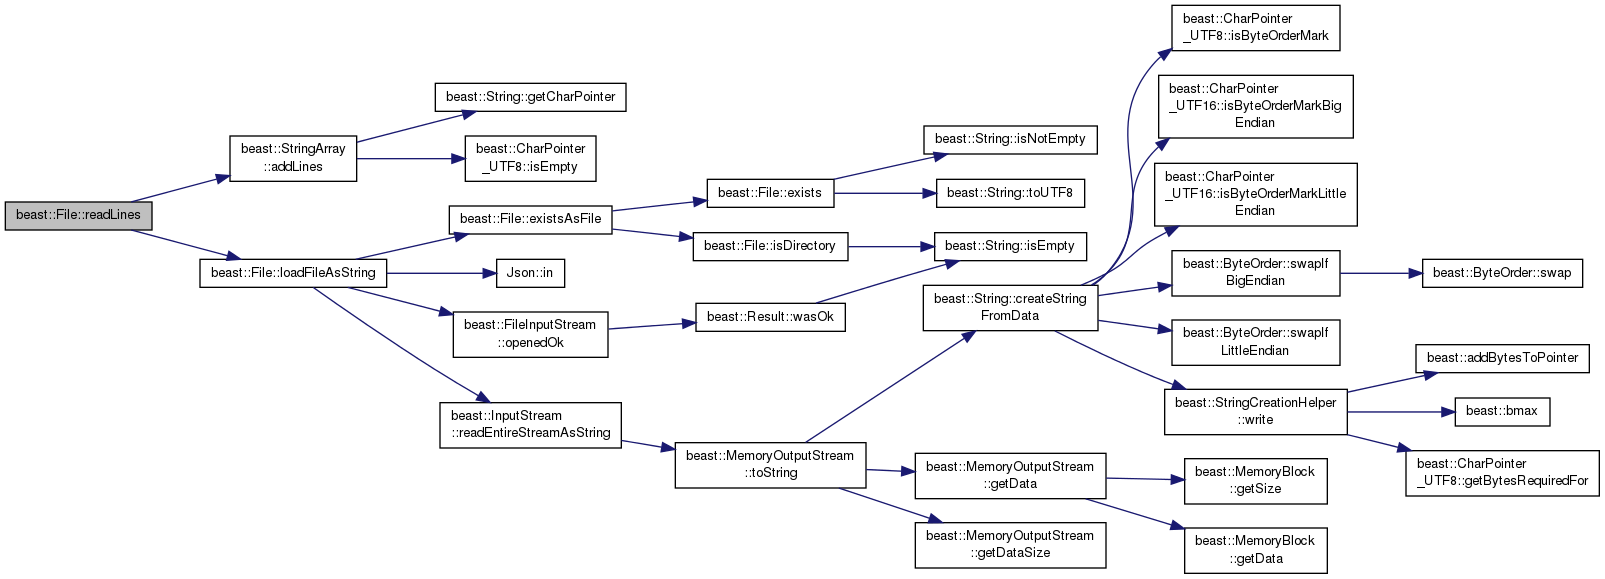 beast::File::readLines
beast::StringArray
::addLines
beast::File::loadFileAsString
beast::String::getCharPointer
beast::CharPointer
_UTF8::isEmpty
beast::File::existsAsFile
Json::in
beast::FileInputStream
::openedOk
beast::InputStream
::readEntireStreamAsString
beast::File::exists
beast::File::isDirectory
beast::Result::wasOk
beast::MemoryOutputStream
::toString
beast::String::isNotEmpty
beast::String::toUTF8
beast::String::isEmpty
beast::String::createString
FromData
beast::MemoryOutputStream
::getData
beast::MemoryOutputStream
::getDataSize
beast::CharPointer
_UTF8::isByteOrderMark
beast::CharPointer
_UTF16::isByteOrderMarkBig
Endian
beast::CharPointer
_UTF16::isByteOrderMarkLittle
Endian
beast::ByteOrder::swapIf
BigEndian
beast::ByteOrder::swapIf
LittleEndian
beast::StringCreationHelper
::write
beast::MemoryBlock
::getSize
beast::MemoryBlock
::getData
beast::ByteOrder::swap
beast::addBytesToPointer
beast::bmax
beast::CharPointer
_UTF8::getBytesRequiredFor